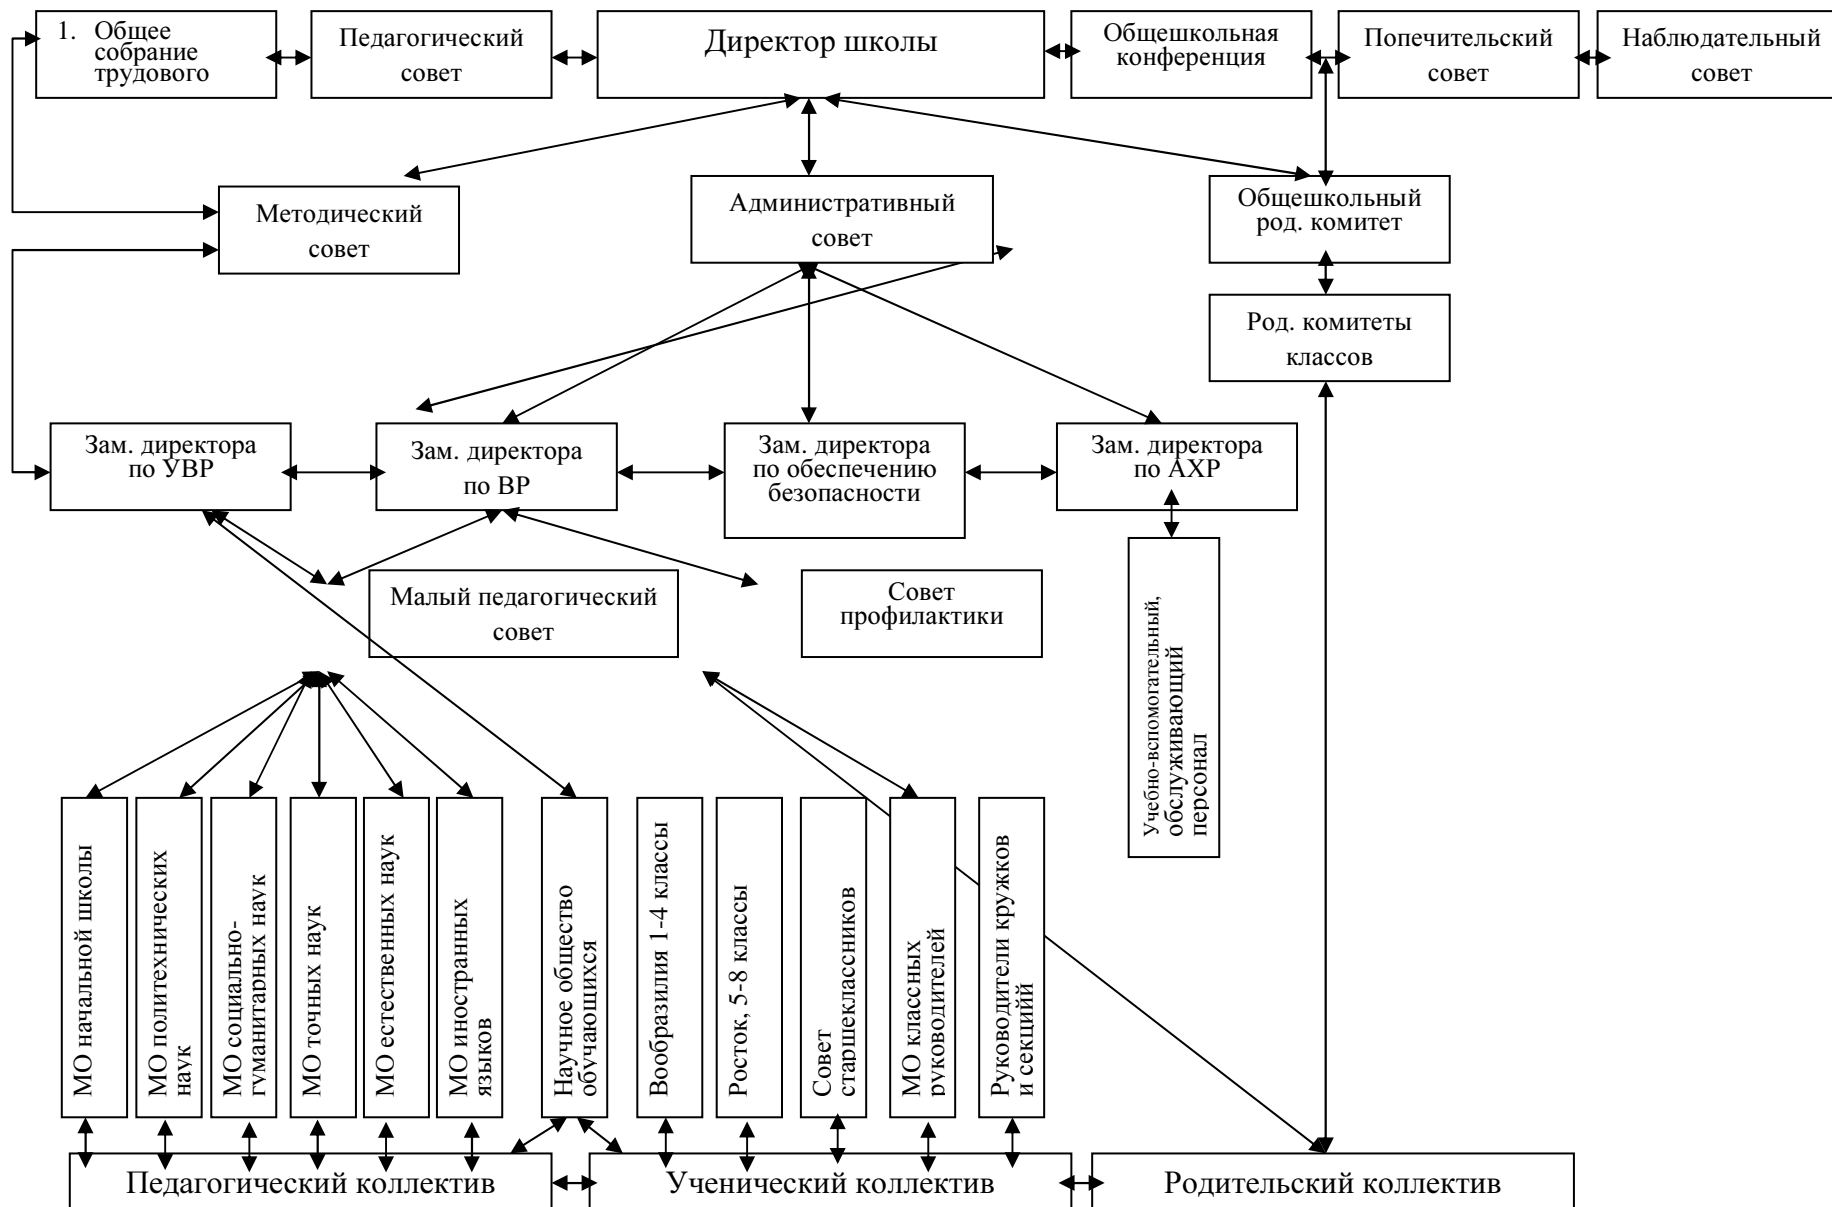 1. Общее
собрание
трудового
Педагогический
совет
Директор школы
Общешкольная
конференция
Попечительский
совет
Наблюдательный
совет
Методический
совет
Административный
совет
Общешкольный
род. комитет
Род. комитеты
классов
Зам. директора
по УВР
Зам. директора
по ВР
Зам. директора
по обеспечению
безопасности
Зам. директора
по АХР
Малый педагогический
совет
Совет
профилактики
Учебно-вспомогательный,
обслуживающий
персонал
МО начальной школы
МО политехнических
наук
МО социально-
гуманитарных наук
МО точных наук
МО естественных наук
МО иностранных
языков
Научное общество
обучающихся
Вообразилия 1-4 классы
Росток, 5-8 классы
Совет
старшеклассников
МО классных
руководителей
Руководители кружков
и секцийй
Педагогический коллектив
Ученический коллектив
Родительский коллектив